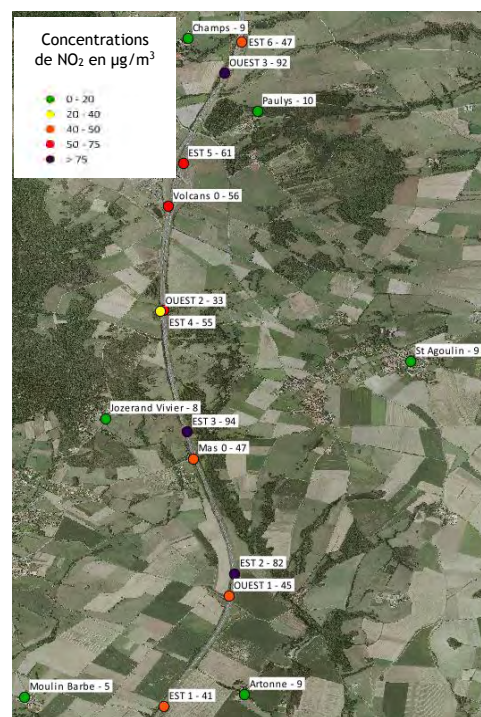 Concentrations
de NO₂ en µg/m³
0 - 20
20 - 40
40 - 50
50 - 75
> 75
Champs - 9
EST 6 - 47
OUEST 3 - 92
Paulys - 10
EST 5 - 61
Volcans 0 - 56
OUEST 2 - 33
EST 4 - 55
St Agoulin - 9
Jozerand Vivier - 8
EST 3 - 94
Mas 0 - 47
EST 2 - 82
OUEST 1 - 45
Moulin Barbe - 5
EST 1 - 41
Artonne - 9